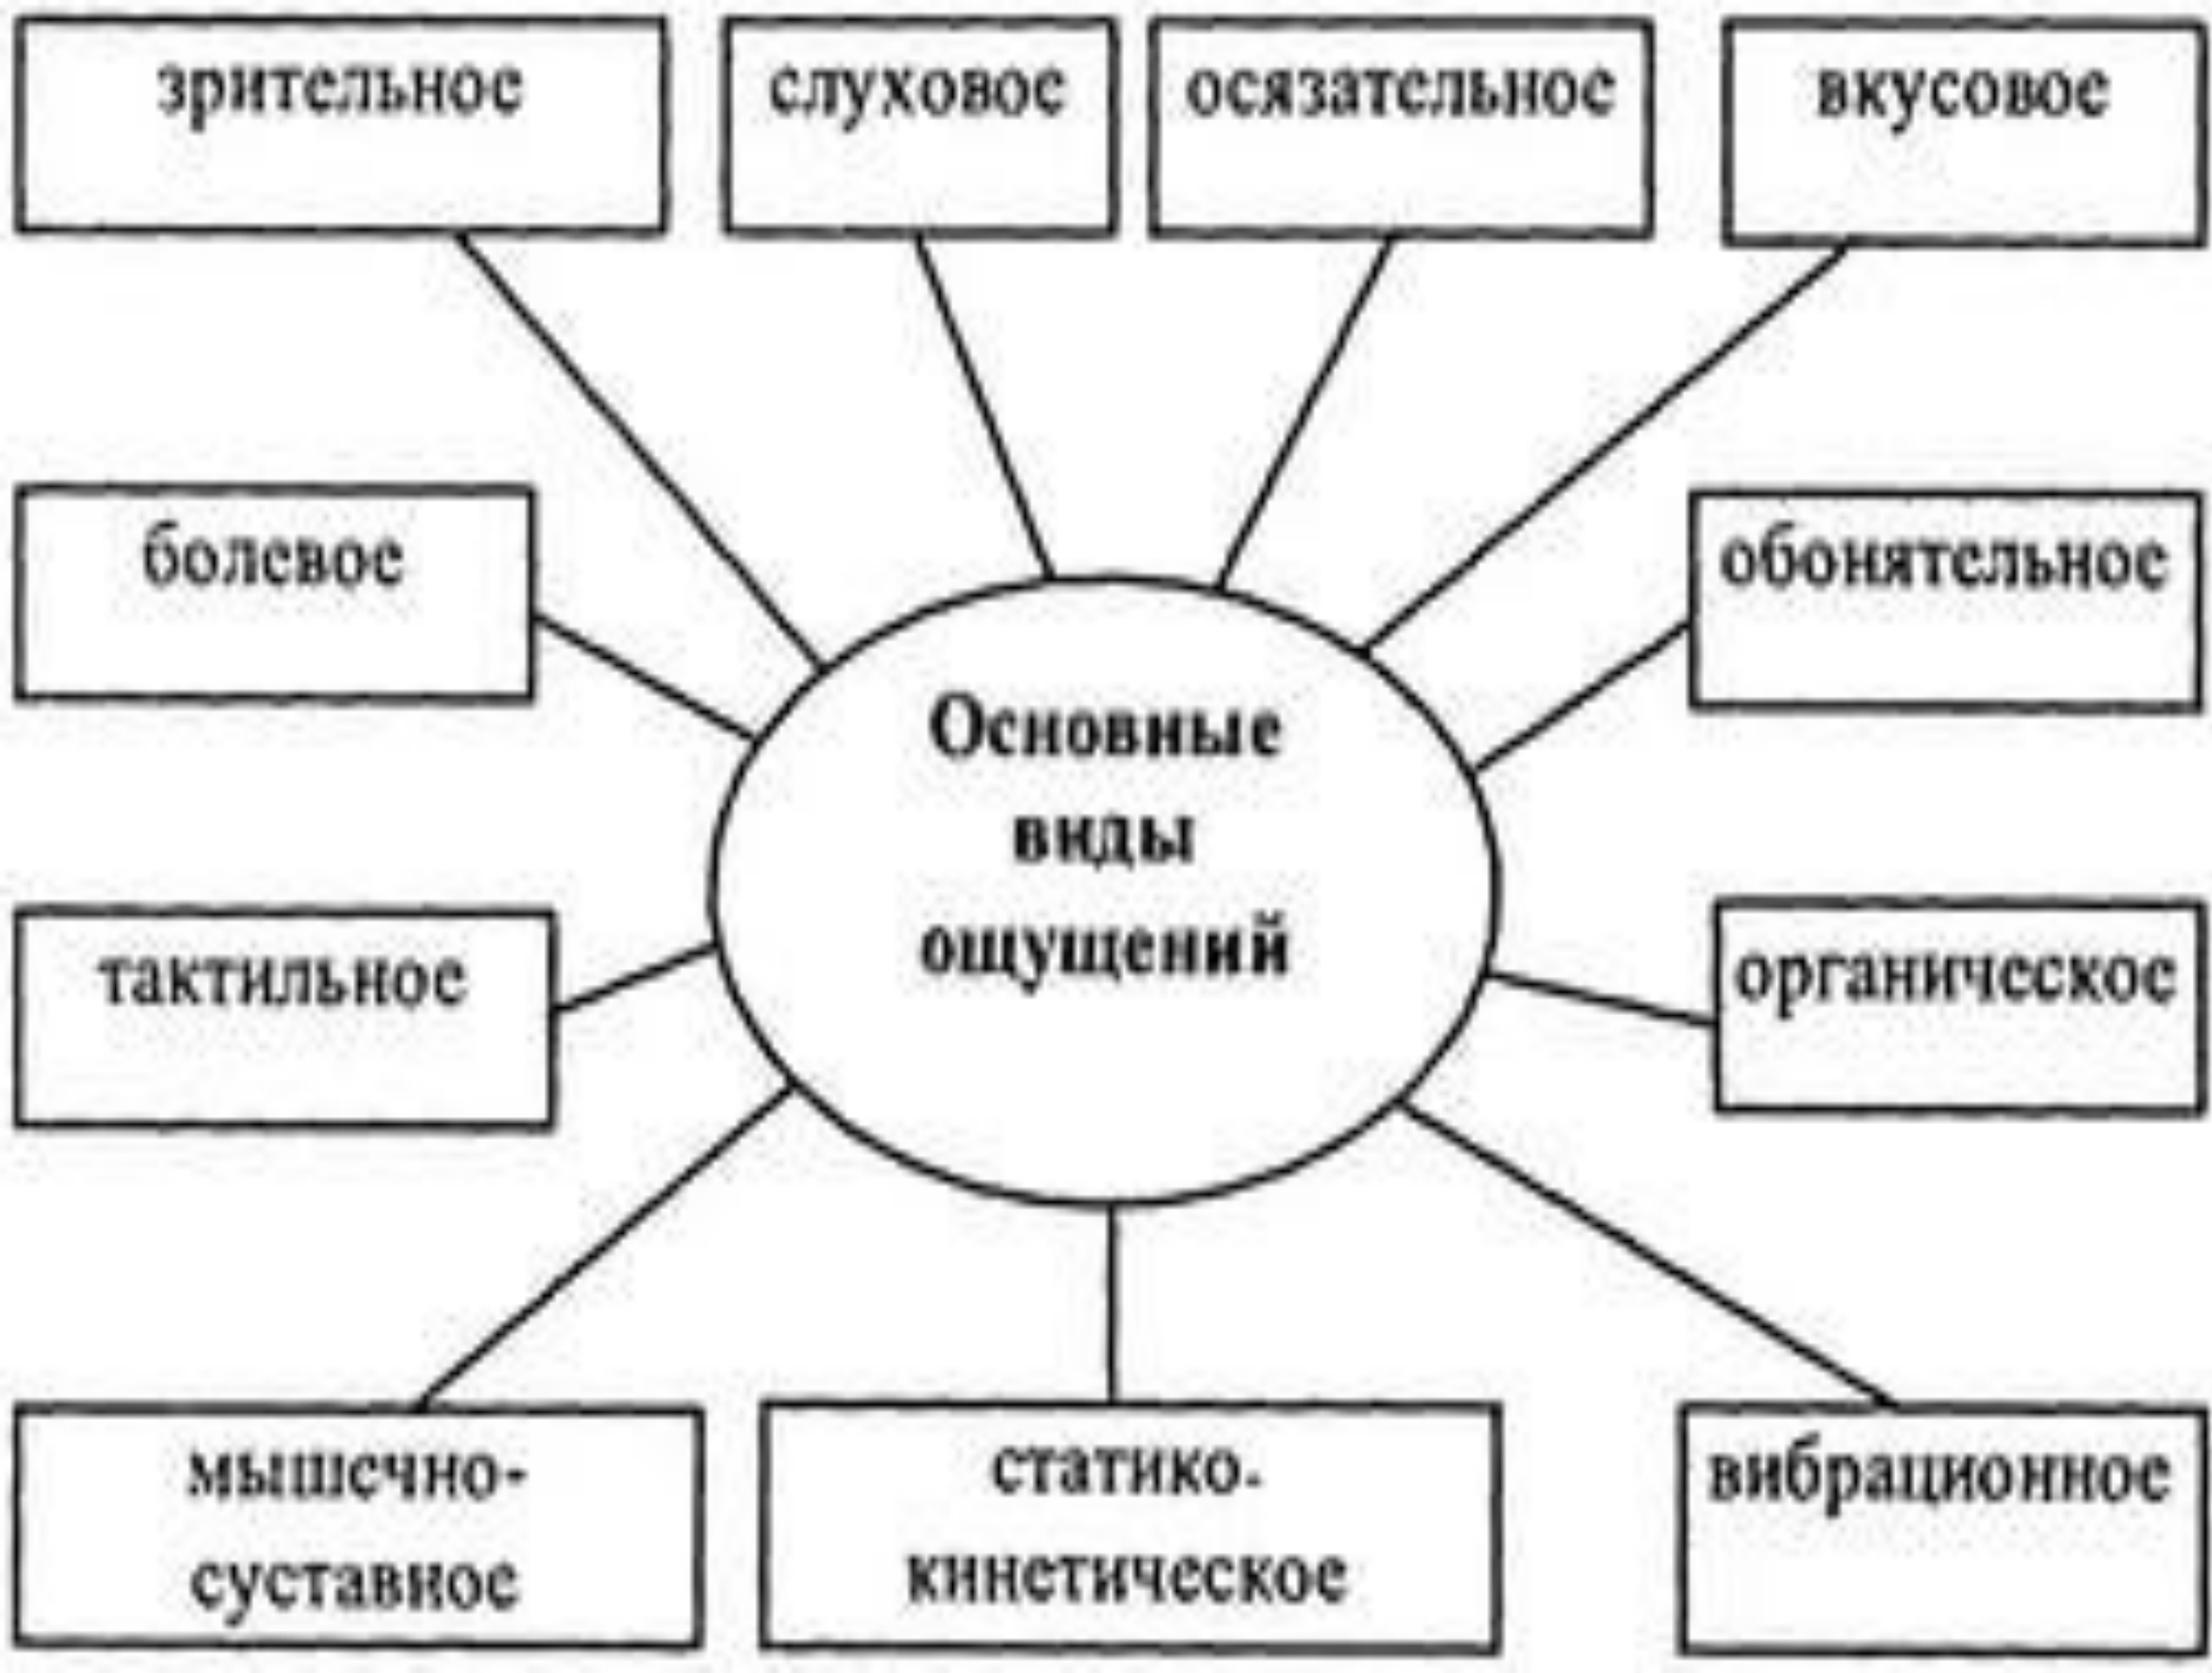 зрительное
слуховое
осязательное
вкусовое
болевое
обонятельное
Основные
виды
ощущений
тактильное
органическое
мышечно-
суставное
статико-
кинетическое
вибрационное